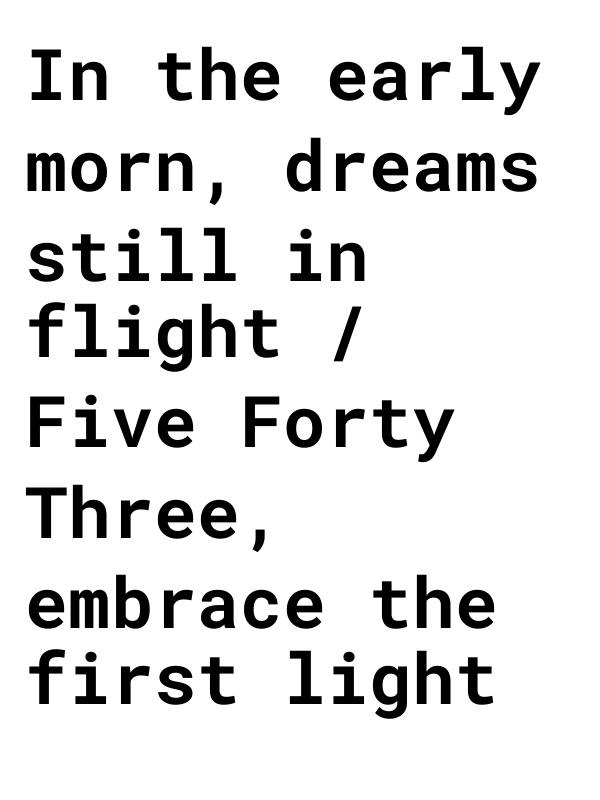 In the early
morn, dreams
still in
flight /
Five Forty
Three,
embrace the
first light